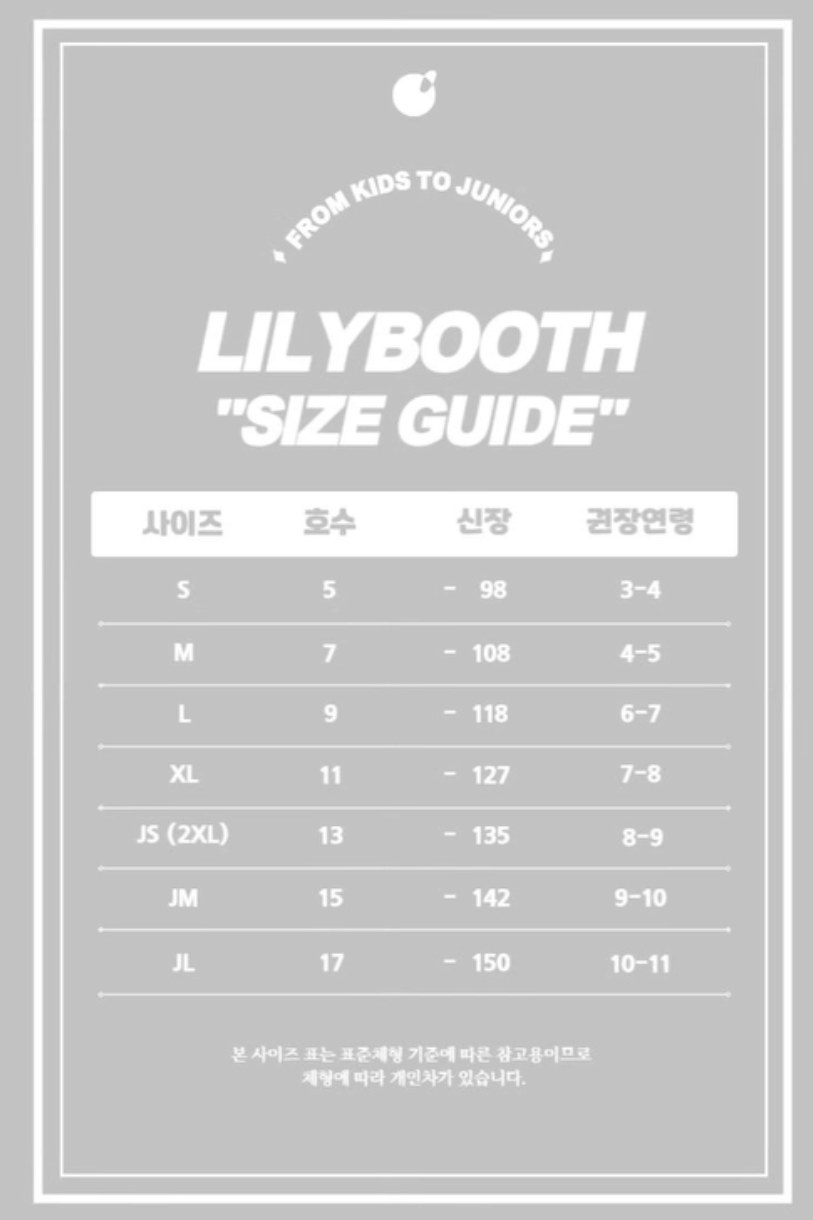 FROM KIDS TO JUNIORS
LILYBOOTH
"SIZE GUIDE"
사이즈 호수 신장 권장연령
S 5 - 98 3-4
M 7 - 108 4-5
L 9 - 118 6-7
XL 11 - 127 7-8
JS (2XL) 13 - 135 8-9
JM 15 - 142 9-10
JL 17 - 150 10-11
본 사이즈 표는 표준체형 기준에 따른 참고용이므로
체형에 따라 개인차가 있습니다.